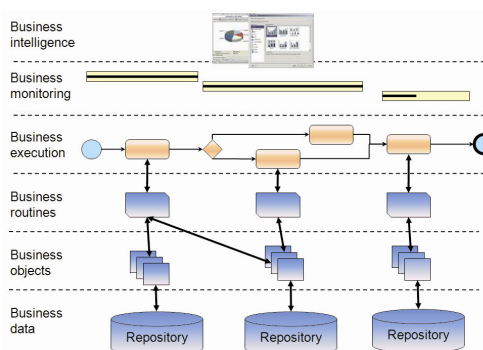 Business
intelligence
Business
monitoring
Business
execution
Business
routines
Business
objects
Business
data
Repository
Repository
Repository